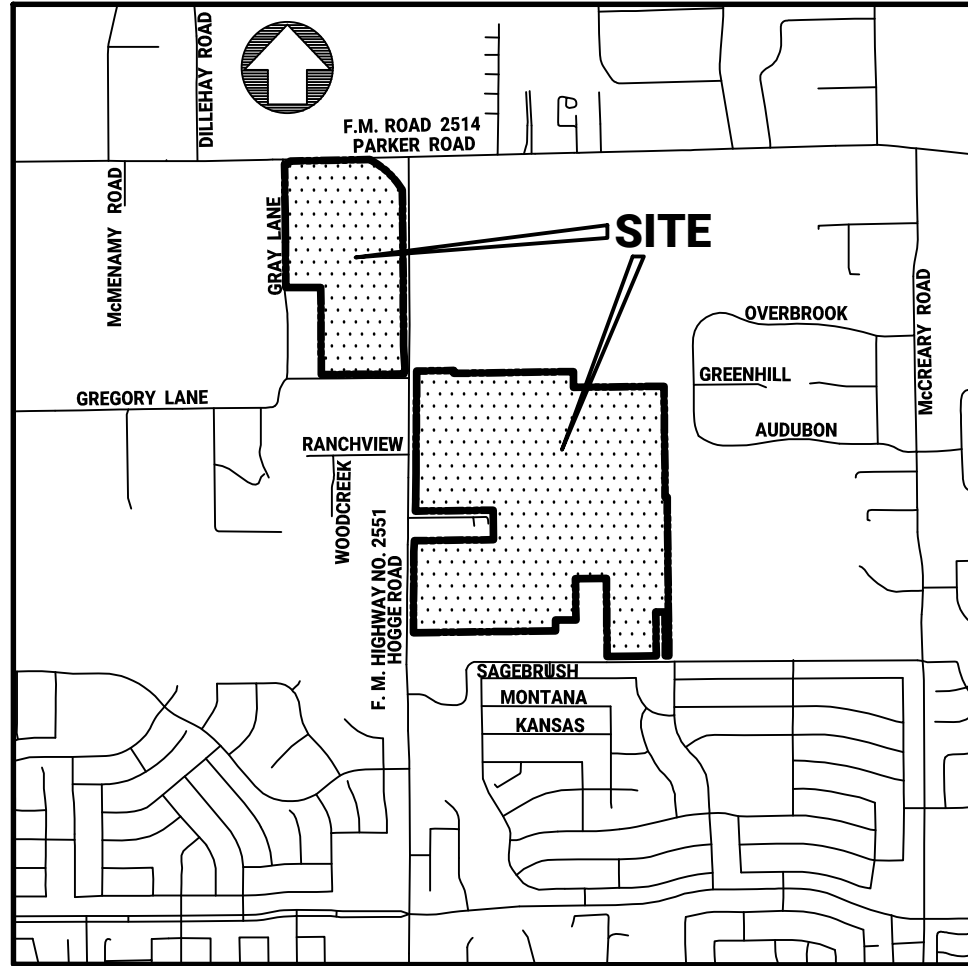 DILLEHAY ROAD
F.M. ROAD 2514
PARKER ROAD
McMENAMY ROAD
GRAY LANE
SITE
OVERBROOK
McCREARY ROAD
GREENHILL
GREGORY LANE
AUDUBON
RANCHVIEW
WOODCREEK
F. M. HIGHWAY NO. 2551
HOGGE ROAD
SAGEBRUSH
MONTANA
KANSAS